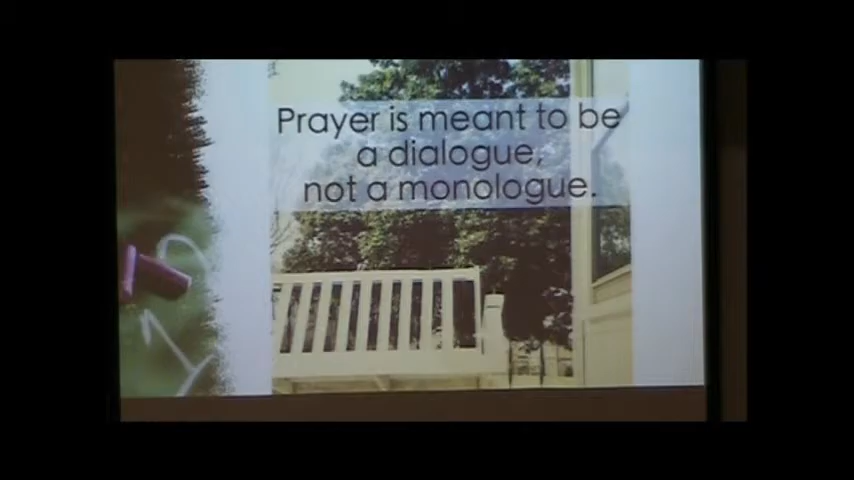 Prayer is meant to be
a dialogue,
not a monologue.